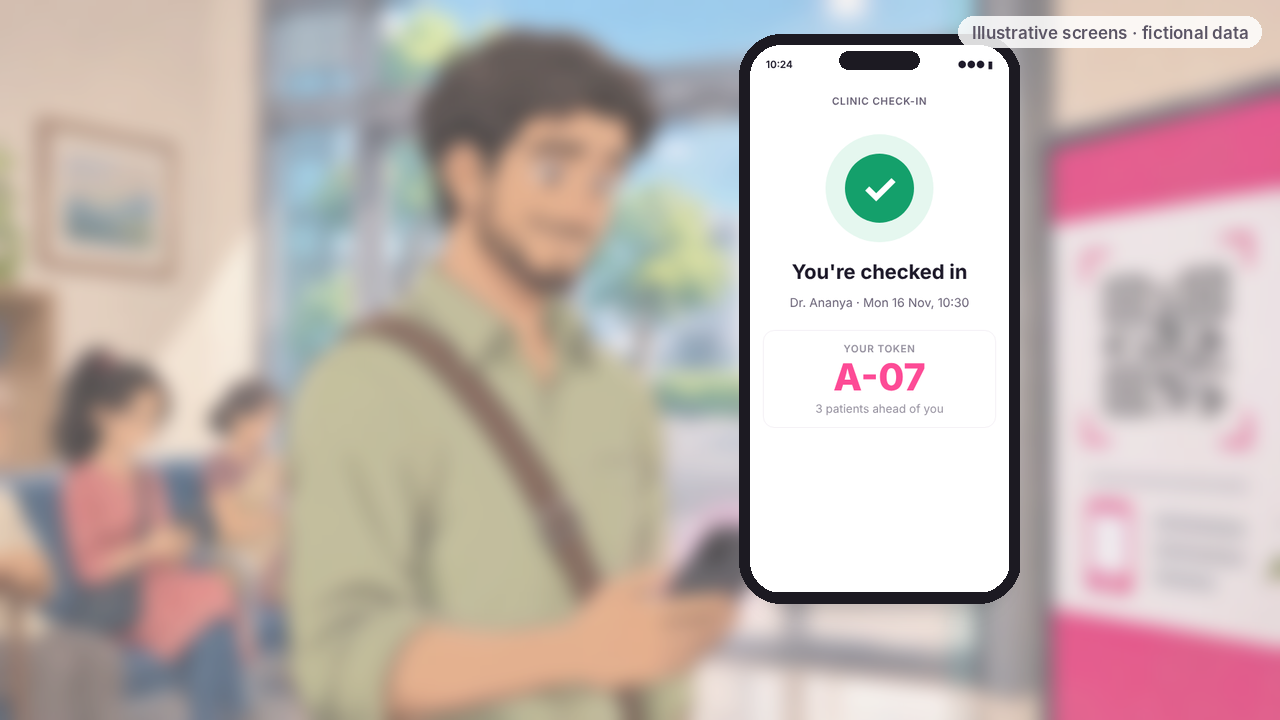 Illustrative screens · fictional data
10:24
CLINIC CHECK-IN
You're checked in
Dr. Ananya · Mon 16 Nov, 10:30
YOUR TOKEN
A-07
3 patients ahead of you